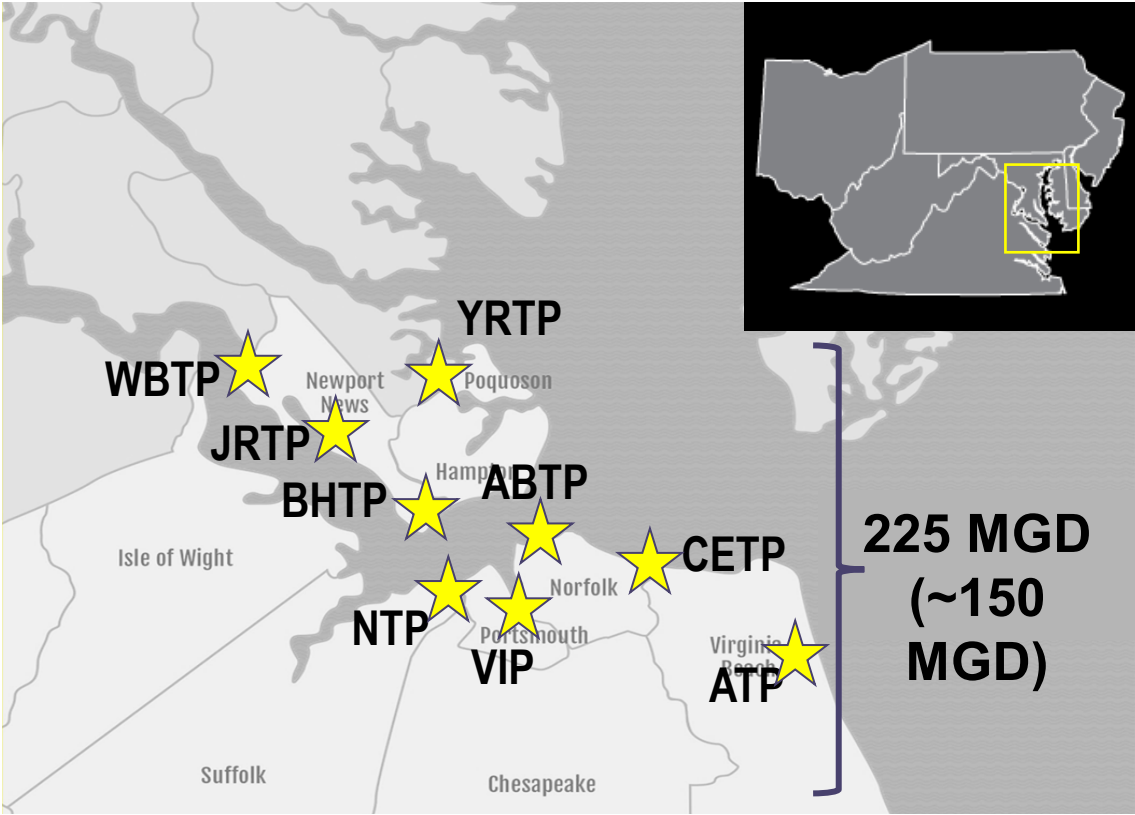 YRTP
WBTP
Newport
News
Poquoson
JRTP
Hampton
ABTP
BHTP
225 MGD
(~150
MGD)
CETP
Isle of Wight
Norfolk
NTP
Portsmouth
VIP
Virginia
Beach
ATP
Suffolk
Chesapeake